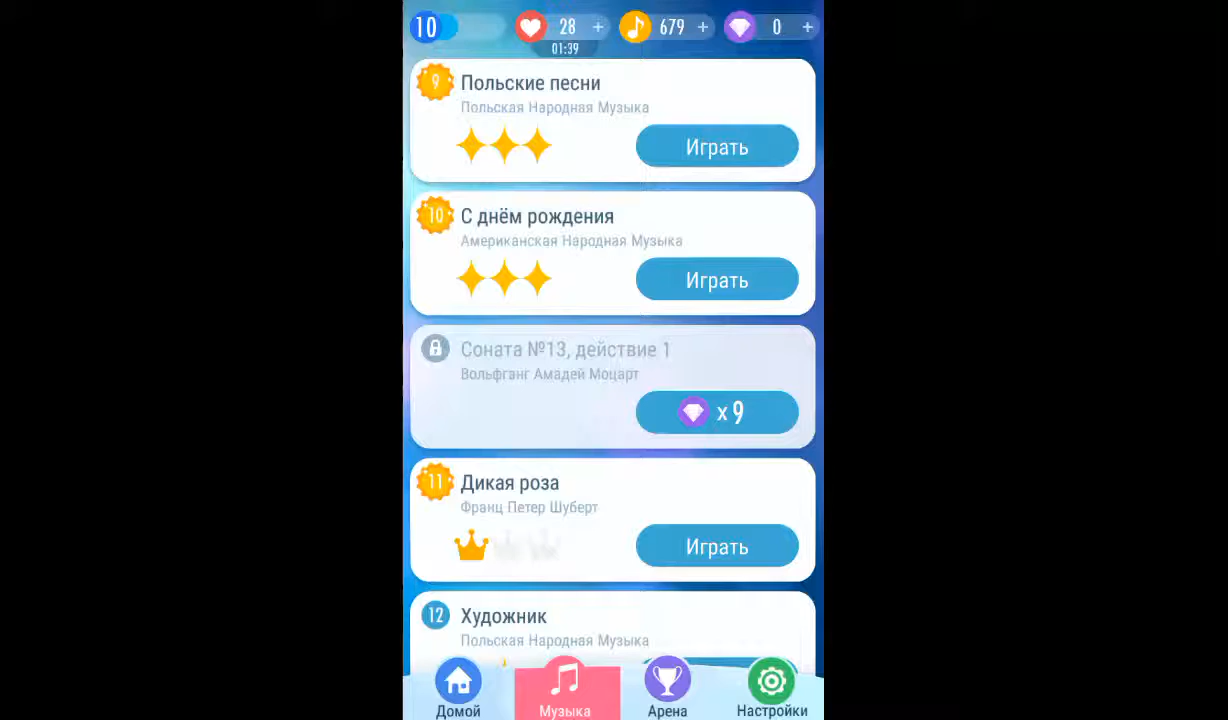 10 28 + 679 + 0 +
01:39
9 Польские песни
Польская Народная Музыка
Играть
10 С днём рождения
Американская Народная Музыка
Играть
Соната №13, действие 1
Вольфганг Амадей Моцарт
x 9
11 Дикая роза
Франц Петер Шуберт
Играть
12 Художник
Польская Народная Музыка
Домой Музыка Арена Настройки